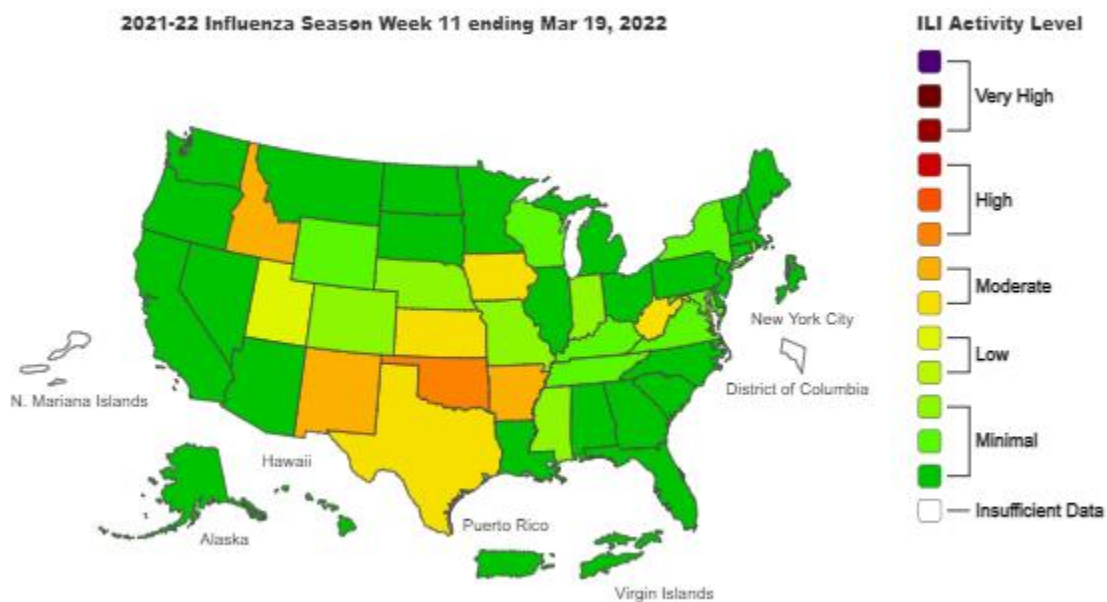 2021-22 Influenza Season Week 11 ending Mar 19, 2022
ILI Activity Level
Very High
High
Moderate
New York City
Low
District of Columbia
N. Mariana Islands
Minimal
Hawaii
Insufficient Data
Puerto Rico
Alaska
Virgin Islands